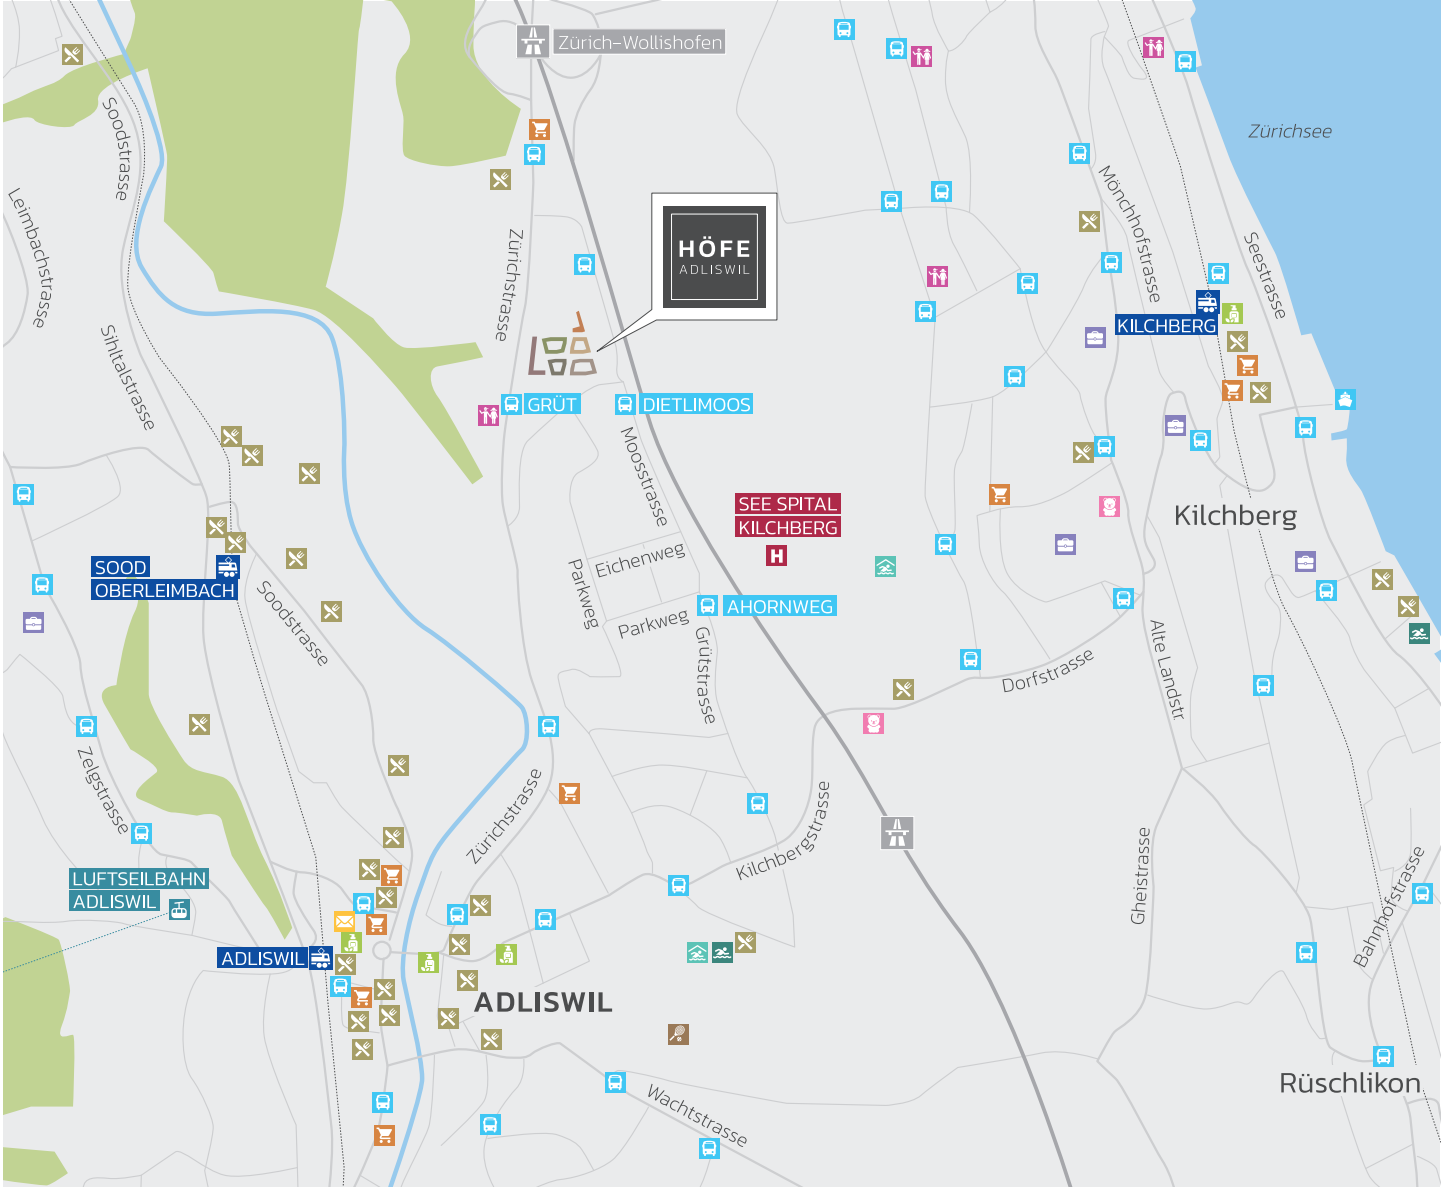 Zürich-Wollishofen
Zürichsee
Soodstrasse
Leimbachstrasse
Mönchhofstrasse
Zürichstrasse
HÖFE
ADLISWIL
Seestrasse
KILCHBERG
Sihltalstrasse
GRÜT
DIETLIMOOS
Moosstrasse
SEE SPITAL
KILCHBERG
H
Kilchberg
SOOD
OBERLEIMBACH
Eichenweg
Parkweg
Soodstrasse
AHORNWEG
Parkweg
Grütstrasse
Alte Landstr
Dorfstrasse
Zelgstrasse
Zürichstrasse
Kilchbergstrasse
Gheistrasse
Bahnhofstrasse
LUFTSEILBAHN
ADLISWIL
ADLISWIL
ADLISWIL
Rüschlikon
Wachtstrasse